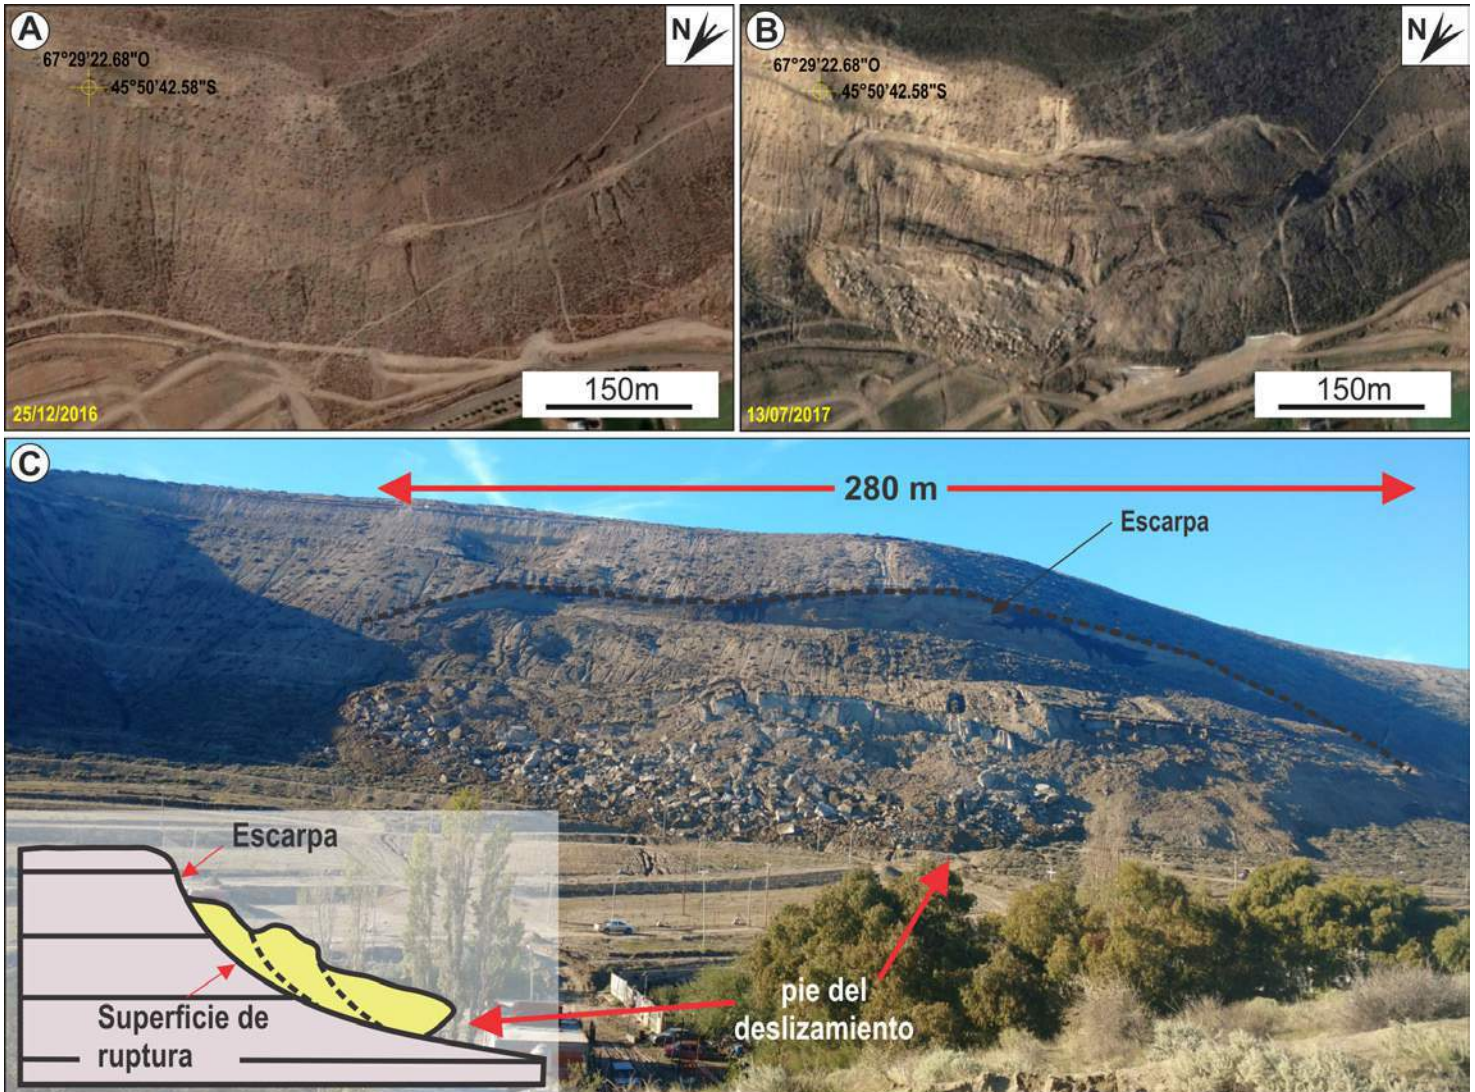 A
N
67°29'22.68"O
45°50'42.58"S
150m
25/12/2016
B
N
67°29'22.68"O
45°50'42.58"S
150m
13/07/2017
C
280 m
Escarpa
Escarpa
Superficie de
ruptura
pie del
deslizamiento